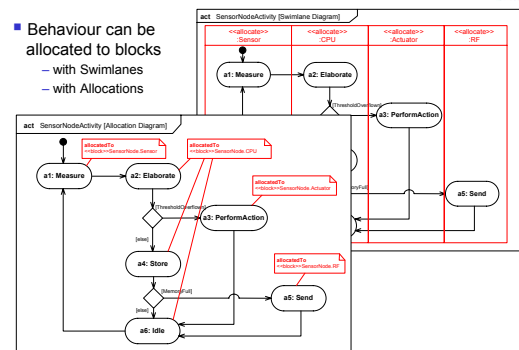 Behaviour can be
allocated to blocks
– with Swimlanes
– with Allocations
act SensorNodeActivity [Swimlane Diagram]
<<allocate>> <<allocate>> <<allocate>> <<allocate>>
:Sensor :CPU :Actuator :RF
a1: Measure a2: Elaborate
[ThresholdOverflown]
a3: PerformAction
a5: Send
act SensorNodeActivity [Allocation Diagram]
allocatedTo
<<block>>SensorNode.Sensor
allocatedTo
<<block>>SensorNode.CPU
a1: Measure a2: Elaborate
[ThresholdOverflown]
allocatedTo
<<block>>SensorNode.Actuator
a3: PerformAction
[else]
a4: Store
allocatedTo
<<block>>SensorNode.RF
[MemoryFull]
a5: Send
[else]
a6: Idle